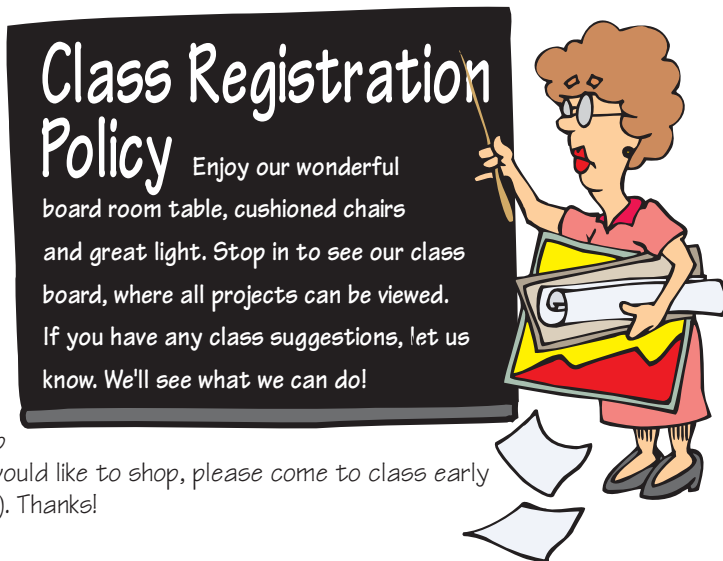 Class Registration
Policy Enjoy our wonderful
board room table, cushioned chairs
and great light. Stop in to see our class
board, where all projects can be viewed.
If you have any class suggestions, let us
know. We'll see what we can do!
would like to shop, please come to class early
). Thanks!